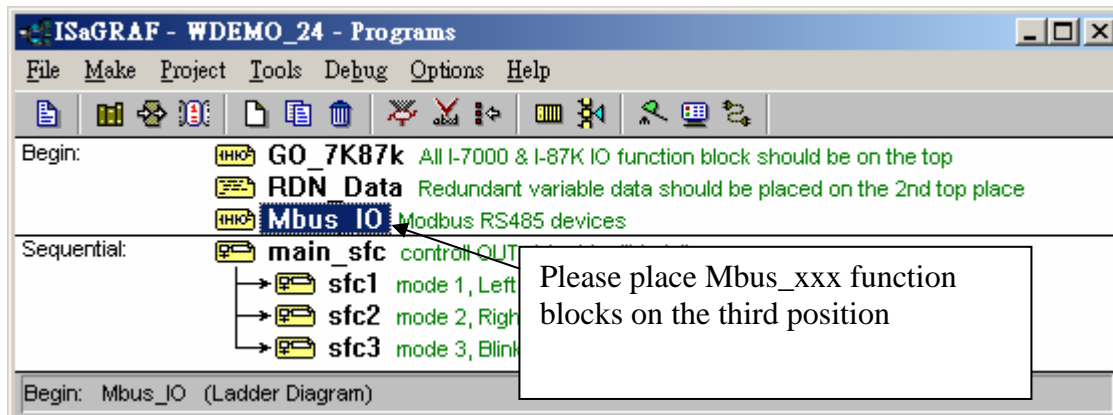 ISaGRAF - WDEMO_24 - Programs
File Make Project Tools Debug Options Help
Begin: GO_7K87k All I-7000 & I-87K IO function block should be on the top
RDN_Data Redundant variable data should be placed on the 2nd top place
Mbus_IO Modbus RS485 devices
Sequential: main_sfc controll OUT
sfc1 mode 1, Left
sfc2 mode 2, Righ
sfc3 mode 3, Blink
Please place Mbus_xxx function
blocks on the third position
Begin: Mbus_IO (Ladder Diagram)